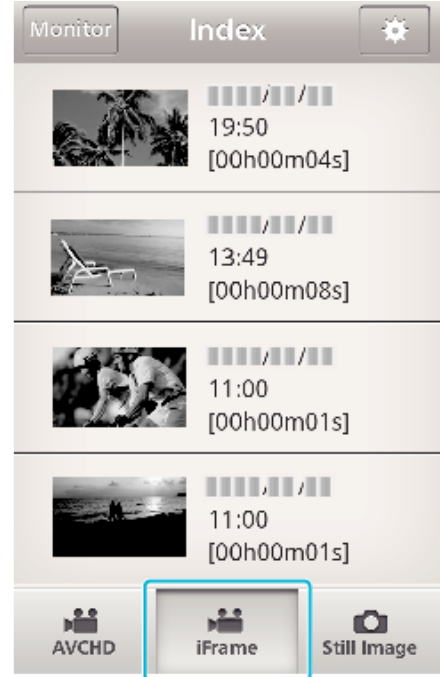 Monitor Index
19:50
[00h00m04s]
13:49
[00h00m08s]
11:00
[00h00m01s]
11:00
[00h00m01s]
AVCHD iFrame Still Image